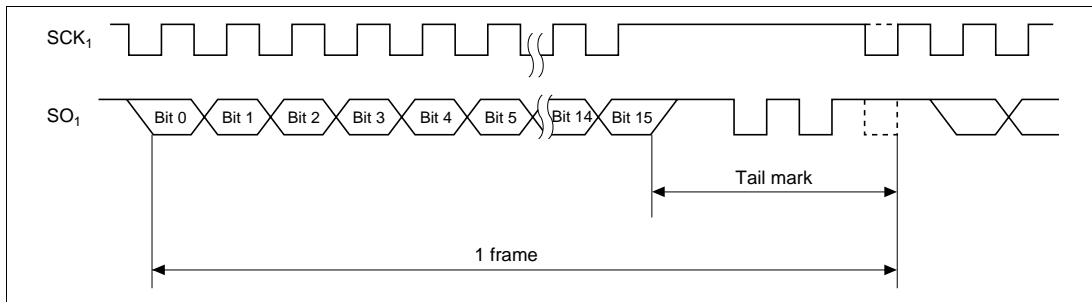 SCK₁
SO₁
Bit 0 Bit 1 Bit 2 Bit 3 Bit 4 Bit 5 Bit 14 Bit 15
Tail mark
1 frame